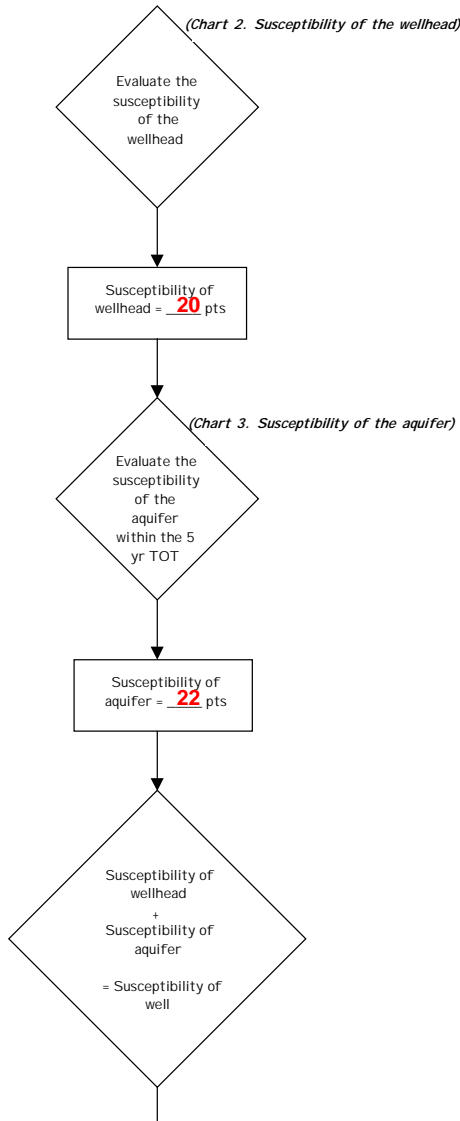 (Chart 2. Susceptibility of the wellhead)
Evaluate the
susceptibility
of the
wellhead
Susceptibility of
wellhead = 20 pts
(Chart 3. Susceptibility of the aquifer)
Evaluate the
susceptibility
of the
aquifer
within the 5
yr TOT
Susceptibility of
aquifer = 22 pts
Susceptibility of
wellhead
+
Susceptibility of
aquifer
= Susceptibility of
well